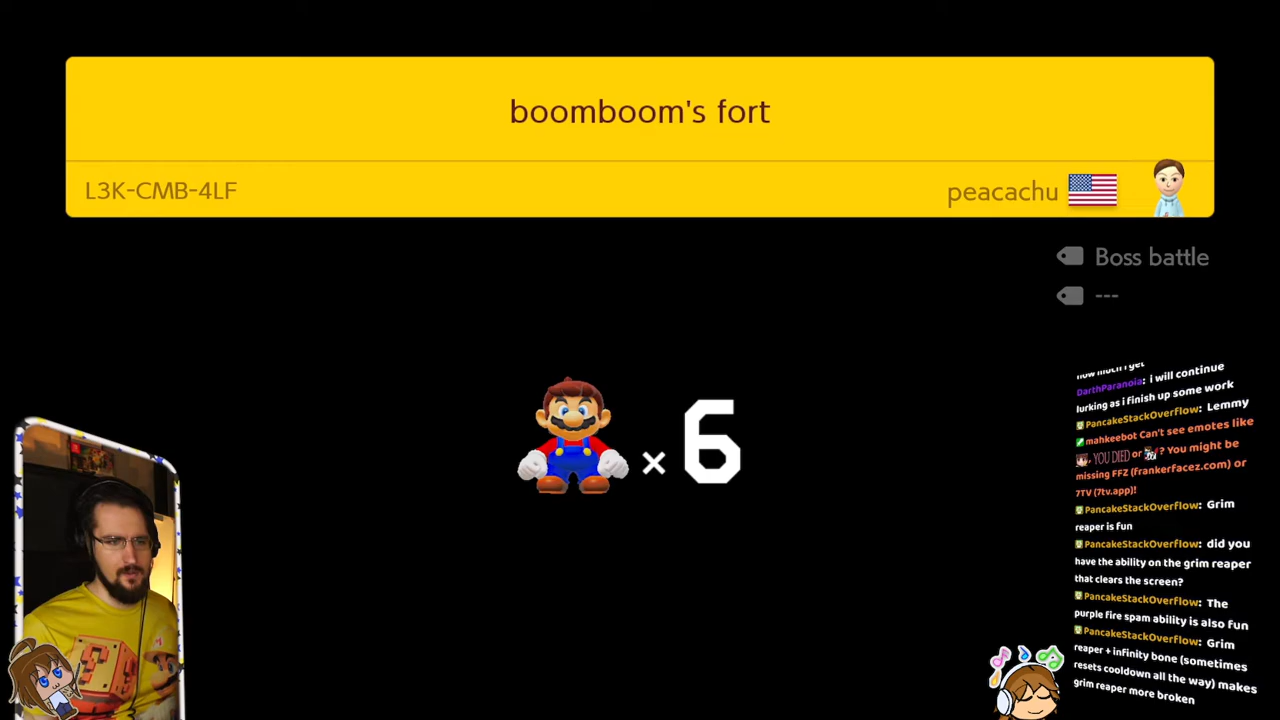 boomboom's fort
L3K-CMB-4LF
peacachu
Boss battle
---
× 6
how much i get
DarthParanoia: i will continue
lurking as i finish up some work
PancakeStackOverflow: Lemmy
mahkeebot Can't see emotes like
, YOU DIED or ? You might be
missing FFZ (frankerfacez.com) or
7TV (7tv.app)!
PancakeStackOverflow: Grim
reaper is fun
PancakeStackOverflow: did you
have the ability on the grim reaper
that clears the screen?
PancakeStackOverflow: The
purple fire spam ability is also fun
PancakeStackOverflow: Grim
reaper + infinity bone (sometimes
resets cooldown all the way) makes
grim reaper more broken